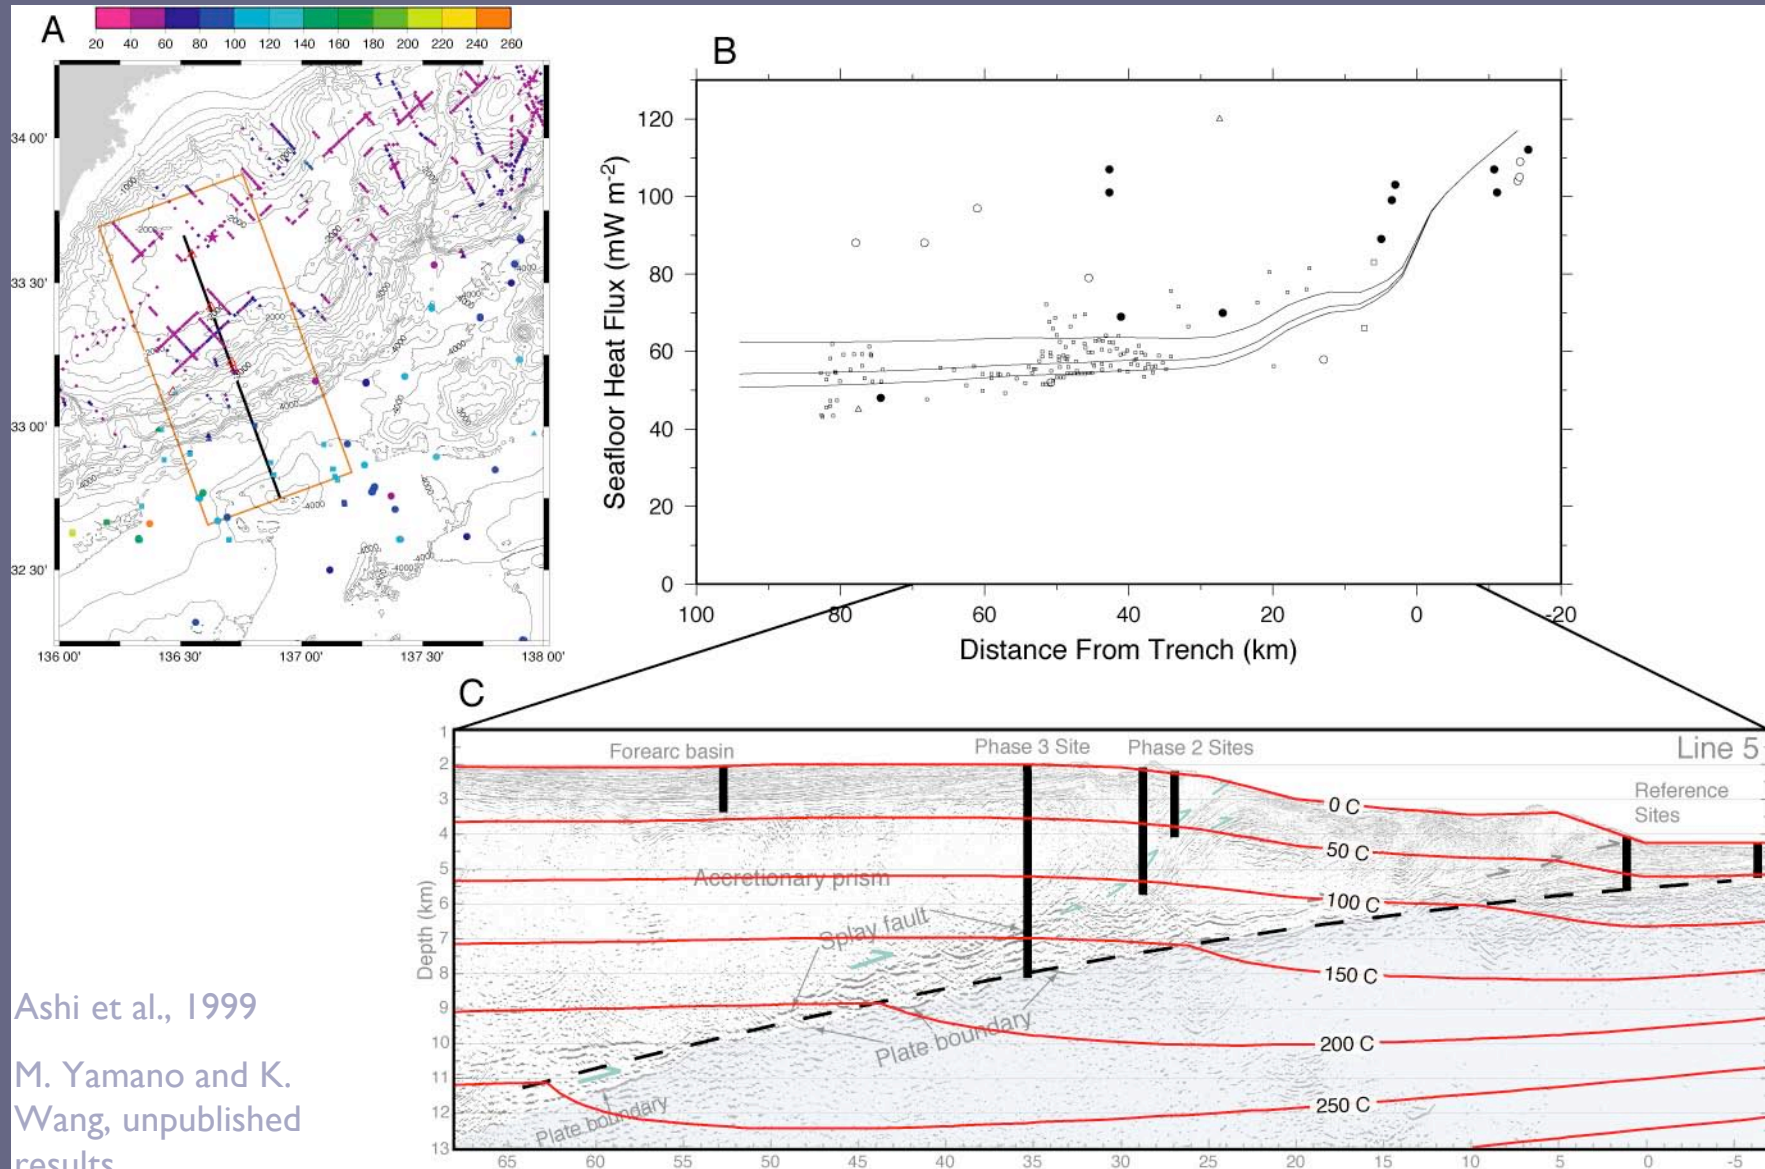 A
20 40 60 80 100 120 140 160 180 200 220 240 260
34 00'
33 30'
33 00'
32 30'
136 00' 136 30' 137 00' 137 30' 138 00'
-1000
-2000
-4000
B
Seafloor Heat Flux (mW m-2)
120
100
80
60
40
20
0
100 80 60 40 20 0 -20
Distance From Trench (km)
C
Line 5
Forearc basin
Phase 3 Site
Phase 2 Sites
Reference
Sites
0 C
50 C
100 C
150 C
200 C
250 C
Accretionary prism
Splay fault
Plate boundary
Plate boundary
Depth (km)
1
2
3
4
5
6
7
8
9
10
11
12
13
65 60 55 50 45 40 35 30 25 20 15 10 5 0 -5
Ashi et al., 1999
M. Yamano and K.
Wang, unpublished
results